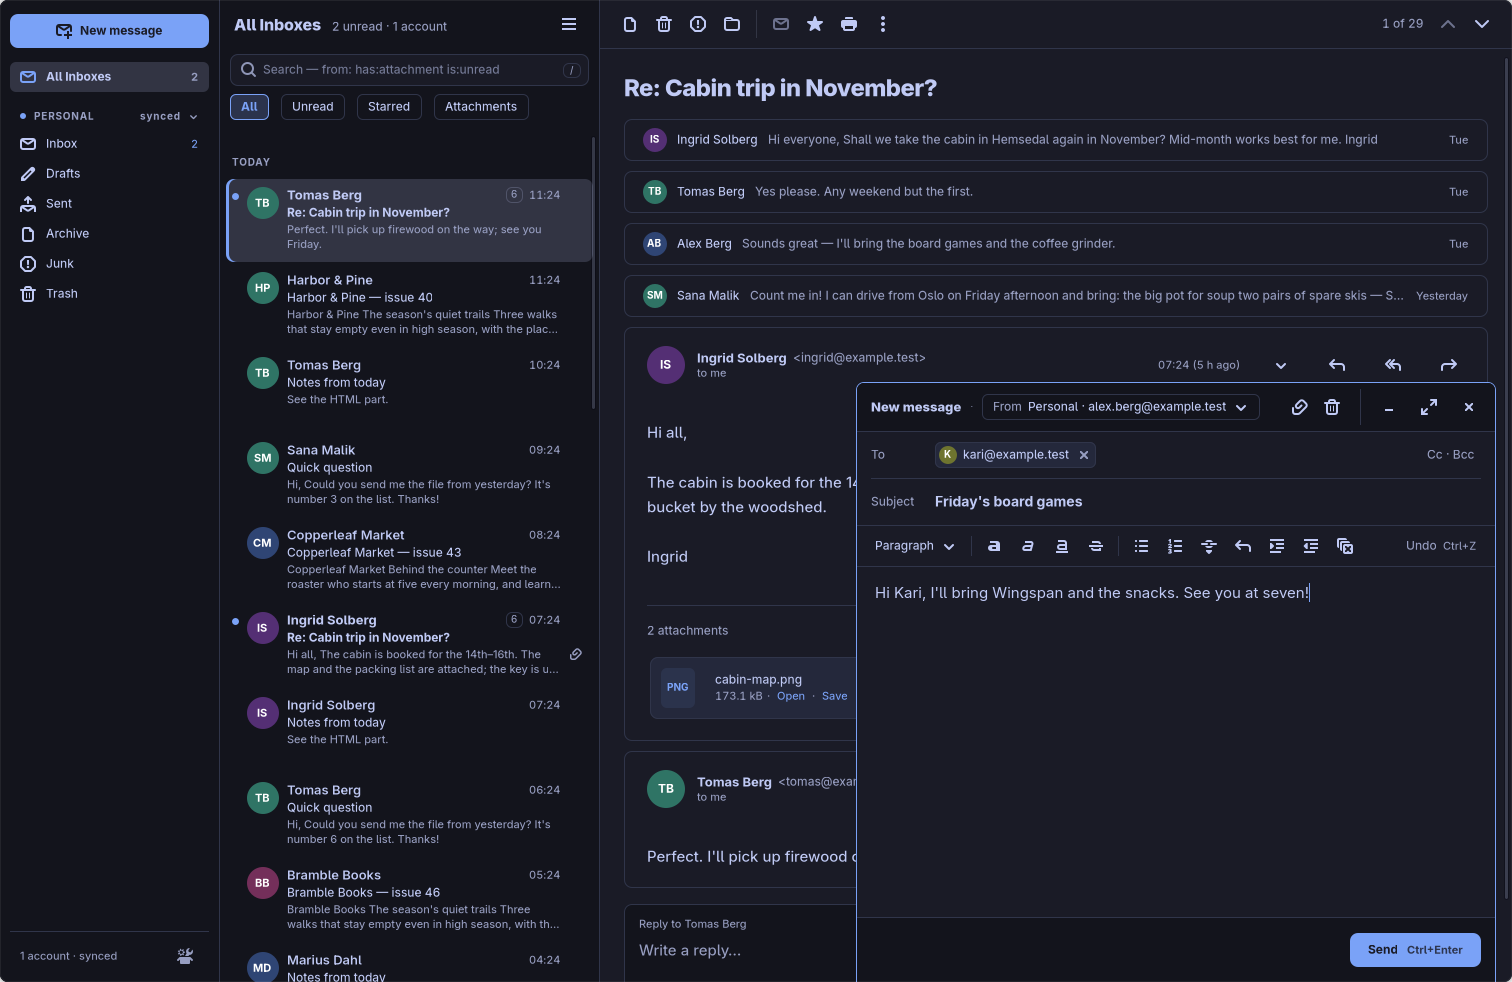 New message
All Inboxes 2
PERSONAL synced
Inbox 2
Drafts
Sent
Archive
Junk
Trash
1 account · synced
All Inboxes 2 unread · 1 account
Search — from: has:attachment is:unread /
All Unread Starred Attachments
TODAY
TB Tomas Berg 6 11:24
Re: Cabin trip in November?
Perfect. I'll pick up firewood on the way; see you
Friday.
HP Harbor & Pine 11:24
Harbor & Pine — issue 40
Harbor & Pine The season's quiet trails Three walks
that stay empty even in high season, with the plac...
TB Tomas Berg 10:24
Notes from today
See the HTML part.
SM Sana Malik 09:24
Quick question
Hi, Could you send me the file from yesterday? It's
number 3 on the list. Thanks!
CM Copperleaf Market 08:24
Copperleaf Market — issue 43
Copperleaf Market Behind the counter Meet the
roaster who starts at five every morning, and learn...
IS Ingrid Solberg 6 07:24
Re: Cabin trip in November?
Hi all, The cabin is booked for the 14th–16th. The
map and the packing list are attached; the key is u...
IS Ingrid Solberg 07:24
Notes from today
See the HTML part.
TB Tomas Berg 06:24
Quick question
Hi, Could you send me the file from yesterday? It's
number 6 on the list. Thanks!
BB Bramble Books 05:24
Bramble Books — issue 46
Bramble Books The season's quiet trails Three
walks that stay empty even in high season, with th...
MD Marius Dahl 04:24
Notes from today
1 of 29
Re: Cabin trip in November?
IS Ingrid Solberg Hi everyone, Shall we take the cabin in Hemsedal again in November? Mid-month works best for me. Ingrid Tue
TB Tomas Berg Yes please. Any weekend but the first. Tue
AB Alex Berg Sounds great — I'll bring the board games and the coffee grinder. Tue
SM Sana Malik Count me in! I can drive from Oslo on Friday afternoon and bring: the big pot for soup two pairs of spare skis — S... Yesterday
IS Ingrid Solberg <ingrid@example.test> 07:24 (5 h ago)
to me
Hi all,
The cabin is booked for the 14
bucket by the woodshed.
Ingrid
2 attachments
PNG cabin-map.png
173.1 kB · Open · Save
TB Tomas Berg <tomas@exar
to me
Perfect. I'll pick up firewood
Reply to Tomas Berg
Write a reply...
New message · From Personal · alex.berg@example.test
To K kari@example.test Cc · Bcc
Subject Friday's board games
Paragraph a a a a Undo Ctrl+Z
Hi Kari, I'll bring Wingspan and the snacks. See you at seven!
Send Ctrl+Enter